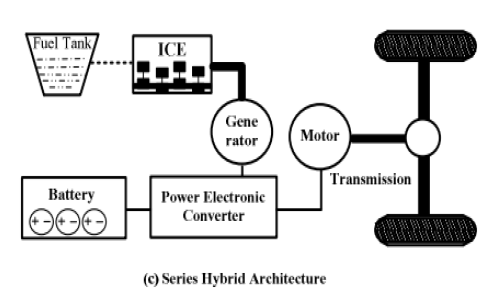 Fuel Tank
ICE
Gene
rator
Motor
Transmission
Battery
+ - + - + -
Power Electronic
Converter
(c) Series Hybrid Architecture